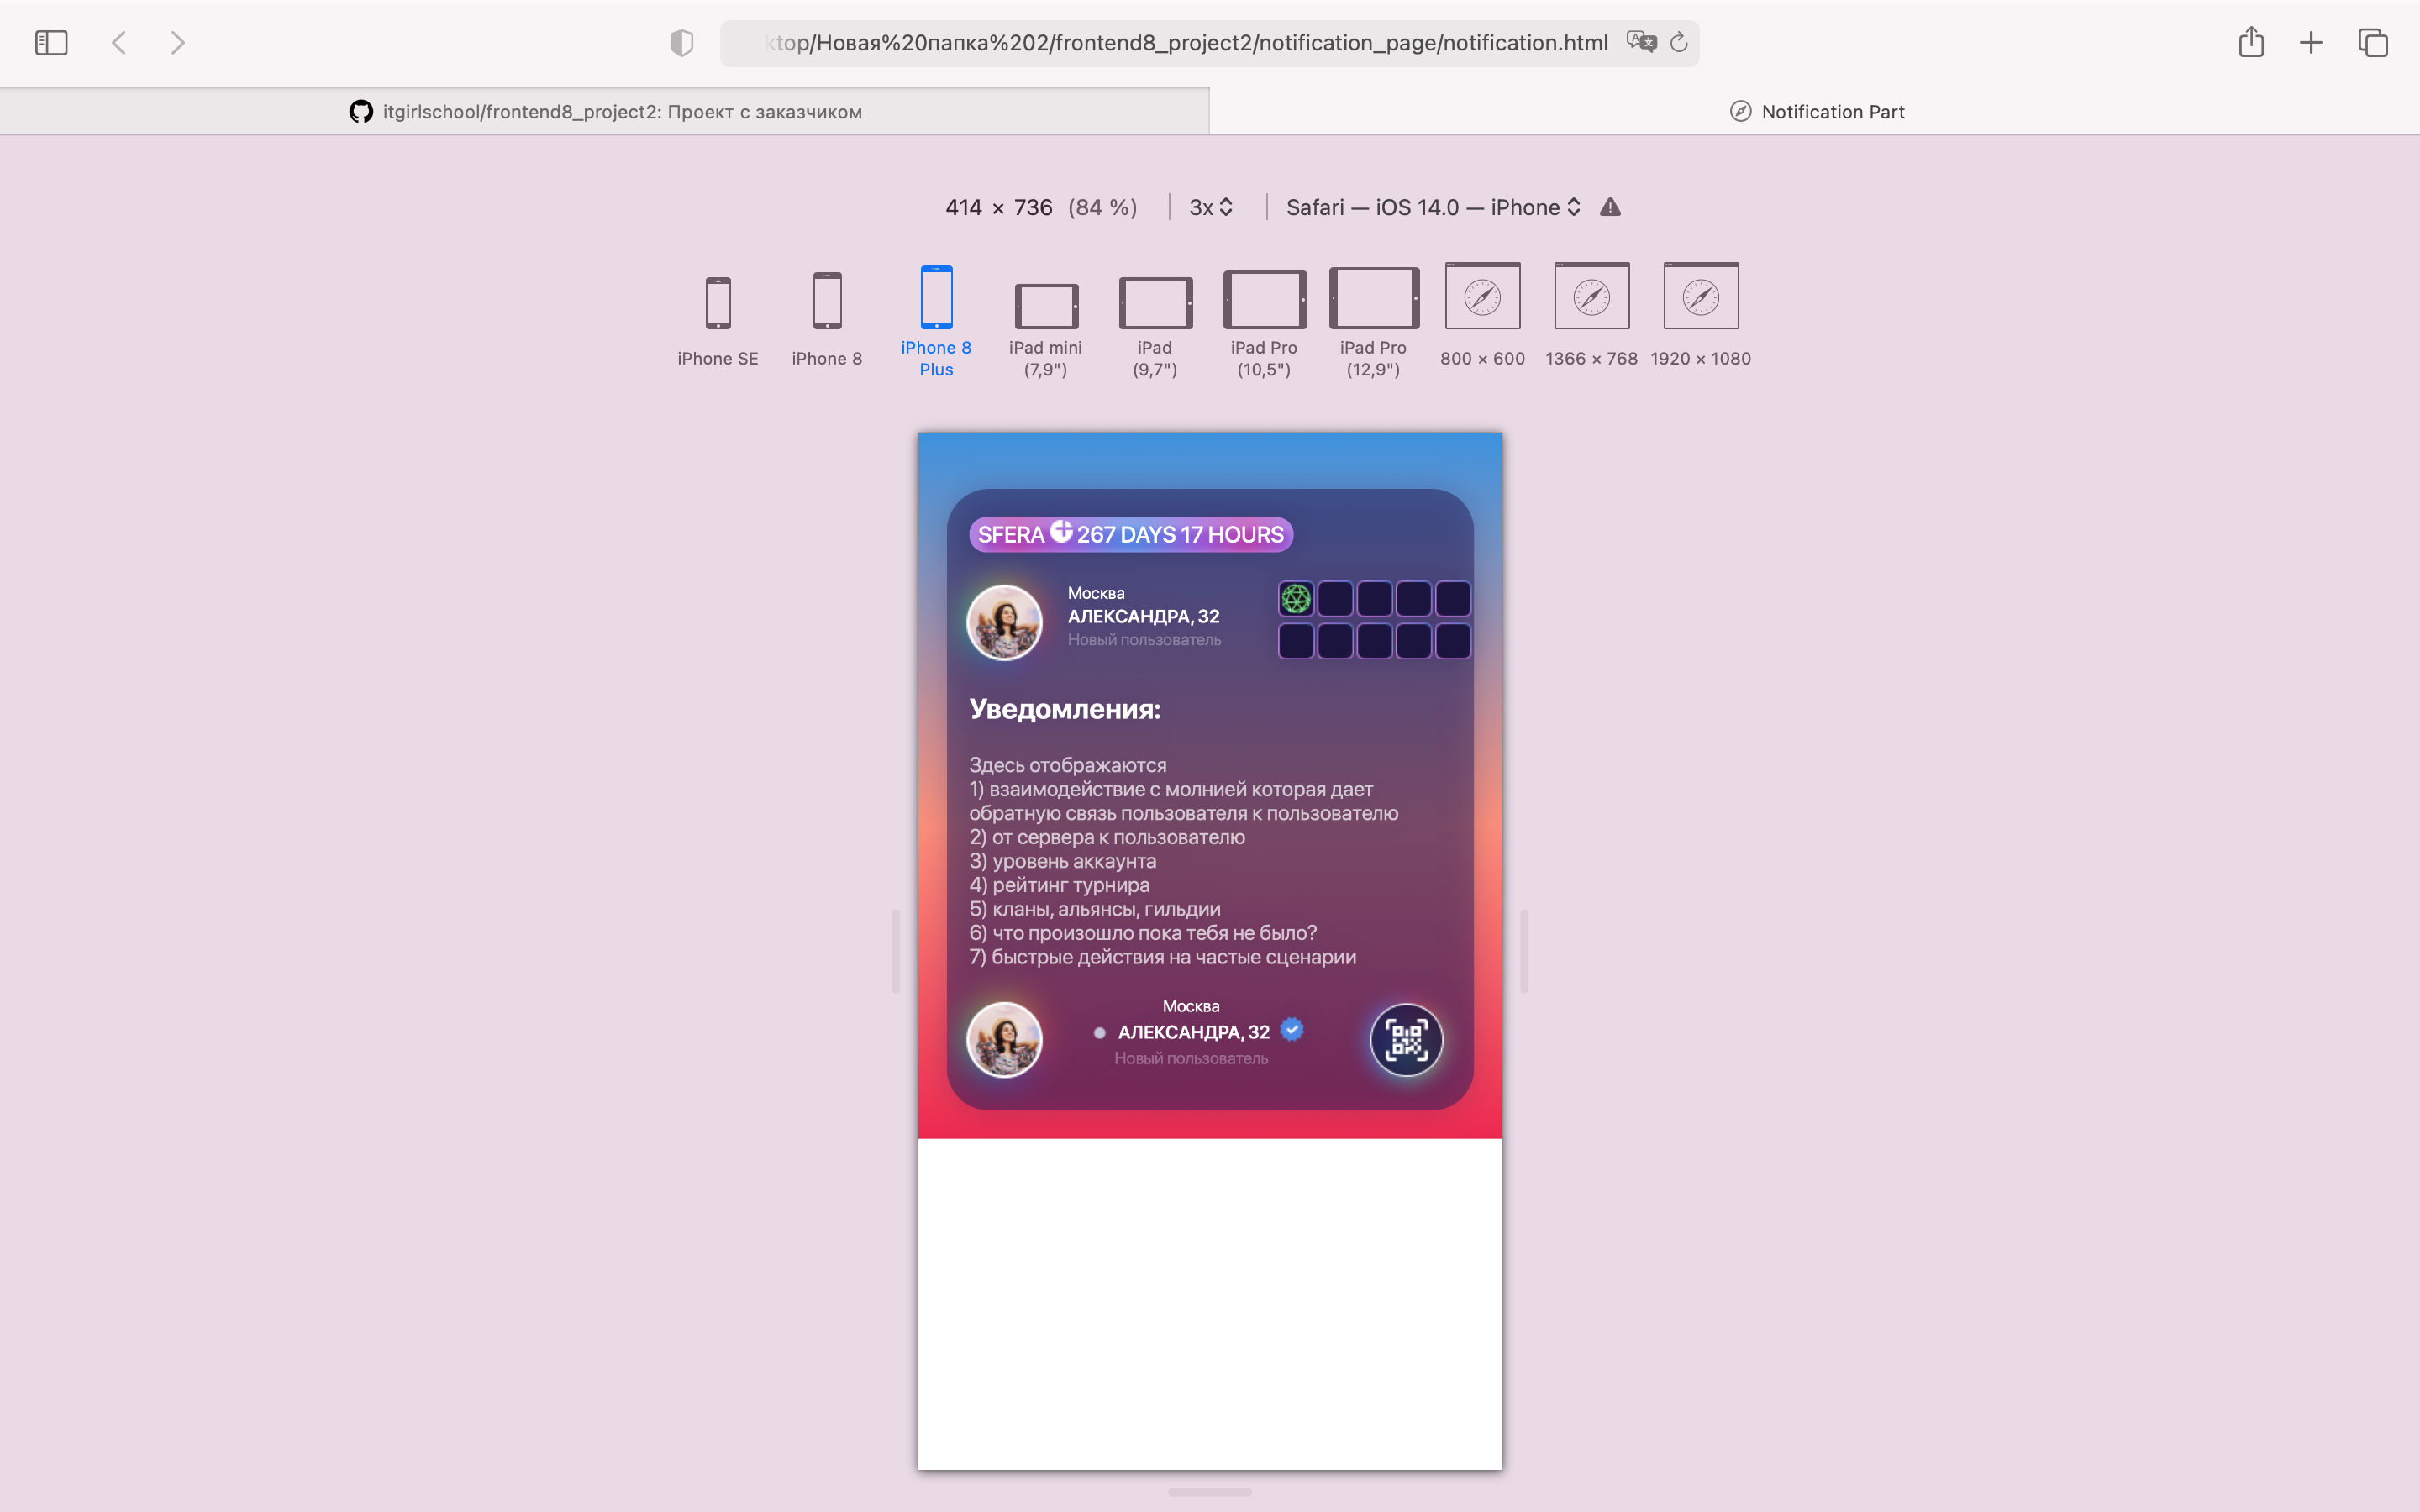 ktop/Новая%20папка%202/frontend8_project2/notification_page/notification.html
itgirlschool/frontend8_project2: Проект с заказчиком
Notification Part
414 × 736 (84 %) 3x Safari — iOS 14.0 — iPhone
iPhone SE
iPhone 8
iPhone 8
Plus
iPad mini
(7,9")
iPad
(9,7")
iPad Pro
(10,5")
iPad Pro
(12,9")
800 × 600
1366 × 768
1920 × 1080
SFERA 267 DAYS 17 HOURS
Москва
АЛЕКСАНДРА, 32
Новый пользователь
Уведомления:
Здесь отображаются
1) взаимодействие с молнией которая дает
обратную связь пользователя к пользователю
2) от сервера к пользователю
3) уровень аккаунта
4) рейтинг турнира
5) кланы, альянсы, гильдии
6) что произошло пока тебя не было?
7) быстрые действия на частые сценарии
Москва
АЛЕКСАНДРА, 32
Новый пользователь